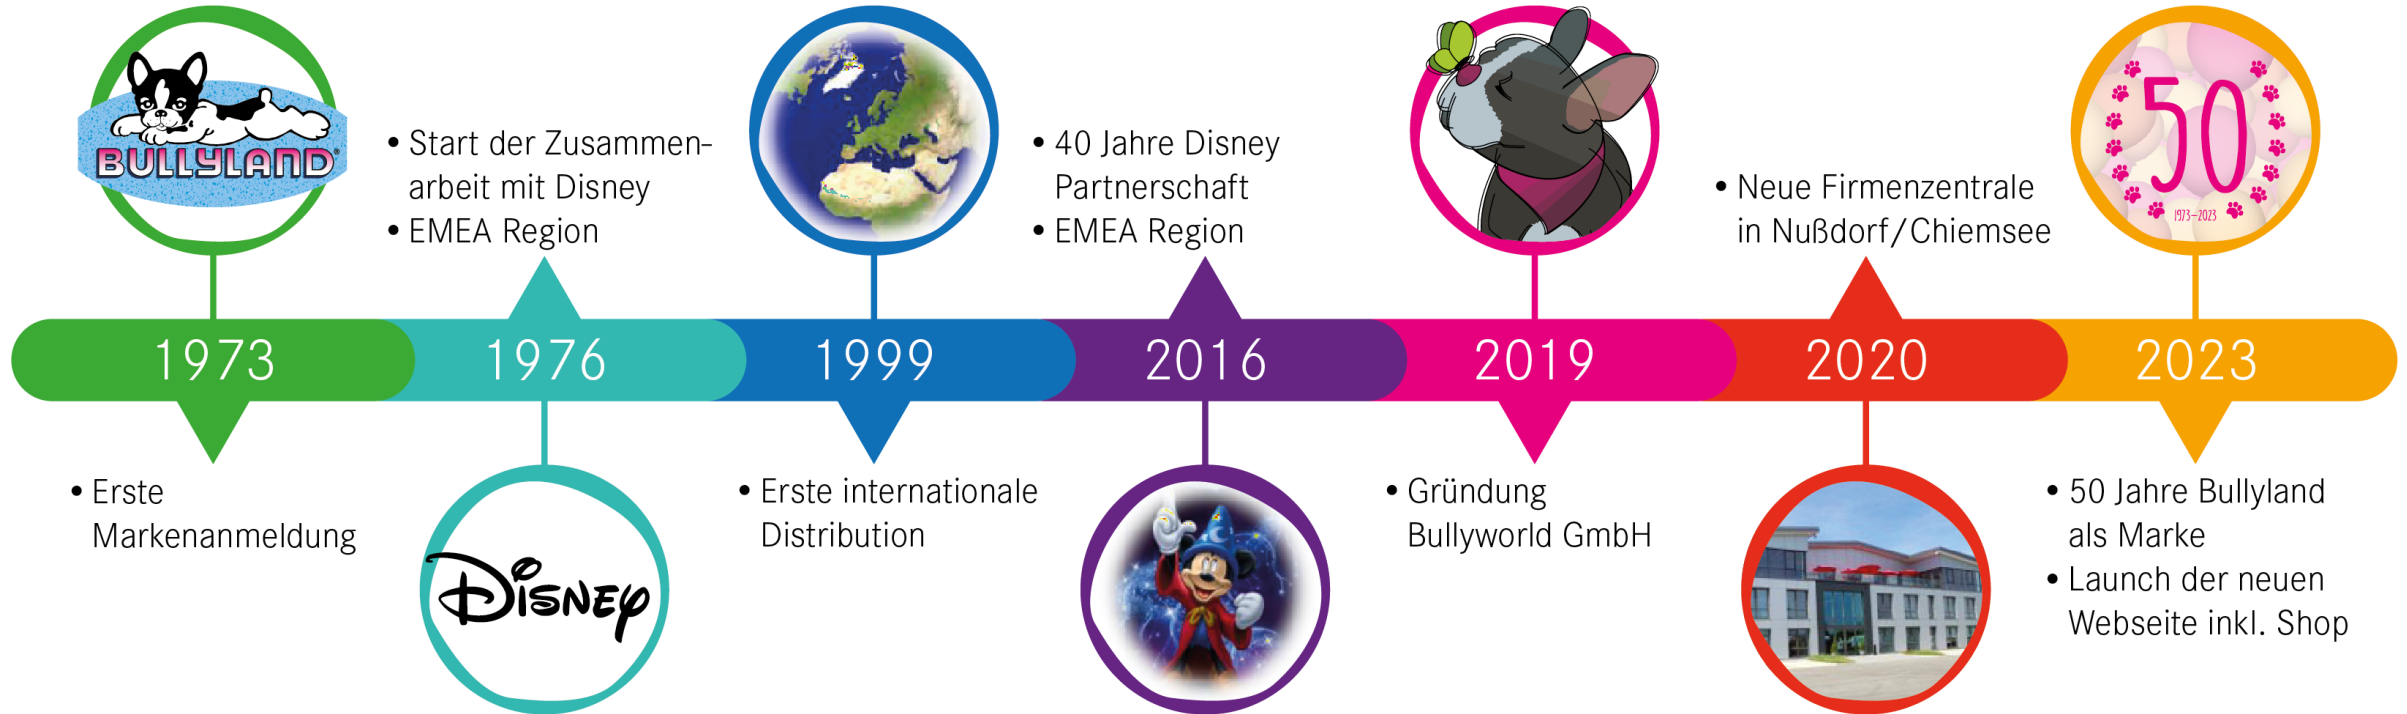 BULLYLAND®
1973
• Erste
Markenanmeldung
• Start der Zusammen-
arbeit mit Disney
• EMEA Region
1976
Disney
1999
• Erste internationale
Distribution
• 40 Jahre Disney
Partnerschaft
• EMEA Region
2016
2019
• Gründung
Bullyworld GmbH
• Neue Firmenzentrale
in Nußdorf/Chiemsee
2020
50
1973–2023
2023
• 50 Jahre Bullyland
als Marke
• Launch der neuen
Webseite inkl. Shop